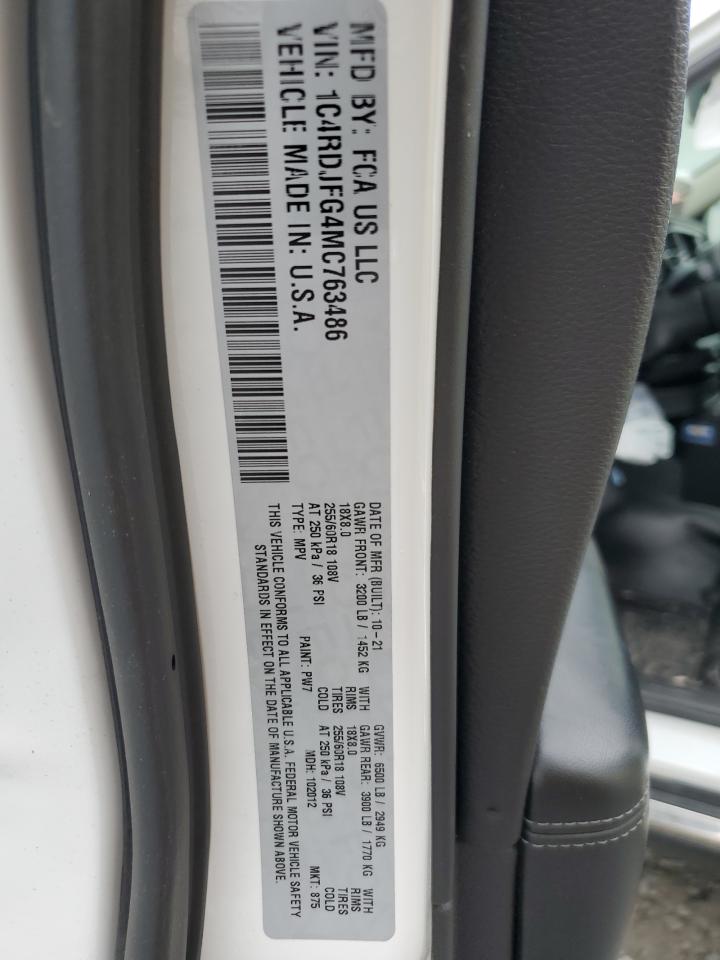 MFD BY: FCA US LLC
VIN: 1C4RDJFG4MC763486
VEHICLE MADE IN: U.S.A.
DATE OF MFR (BUILT): 10-21 GVWR: 6500 LB / 2949 KG
GAWR FRONT: 3200 LB / 1452 KG WITH GAWR REAR: 3900 LB / 1770 KG WITH
18X8.0 RIMS 18X8.0 RIMS
255/60R18 108V TIRES 255/60R18 108V TIRES
AT 250 kPa / 36 PSI COLD AT 250 kPa / 36 PSI COLD
TYPE: MPV PAINT: PW7 MDH: 102012 MKT: 875
THIS VEHICLE CONFORMS TO ALL APPLICABLE U.S.A. FEDERAL MOTOR VEHICLE SAFETY
STANDARDS IN EFFECT ON THE DATE OF MANUFACTURE SHOWN ABOVE.